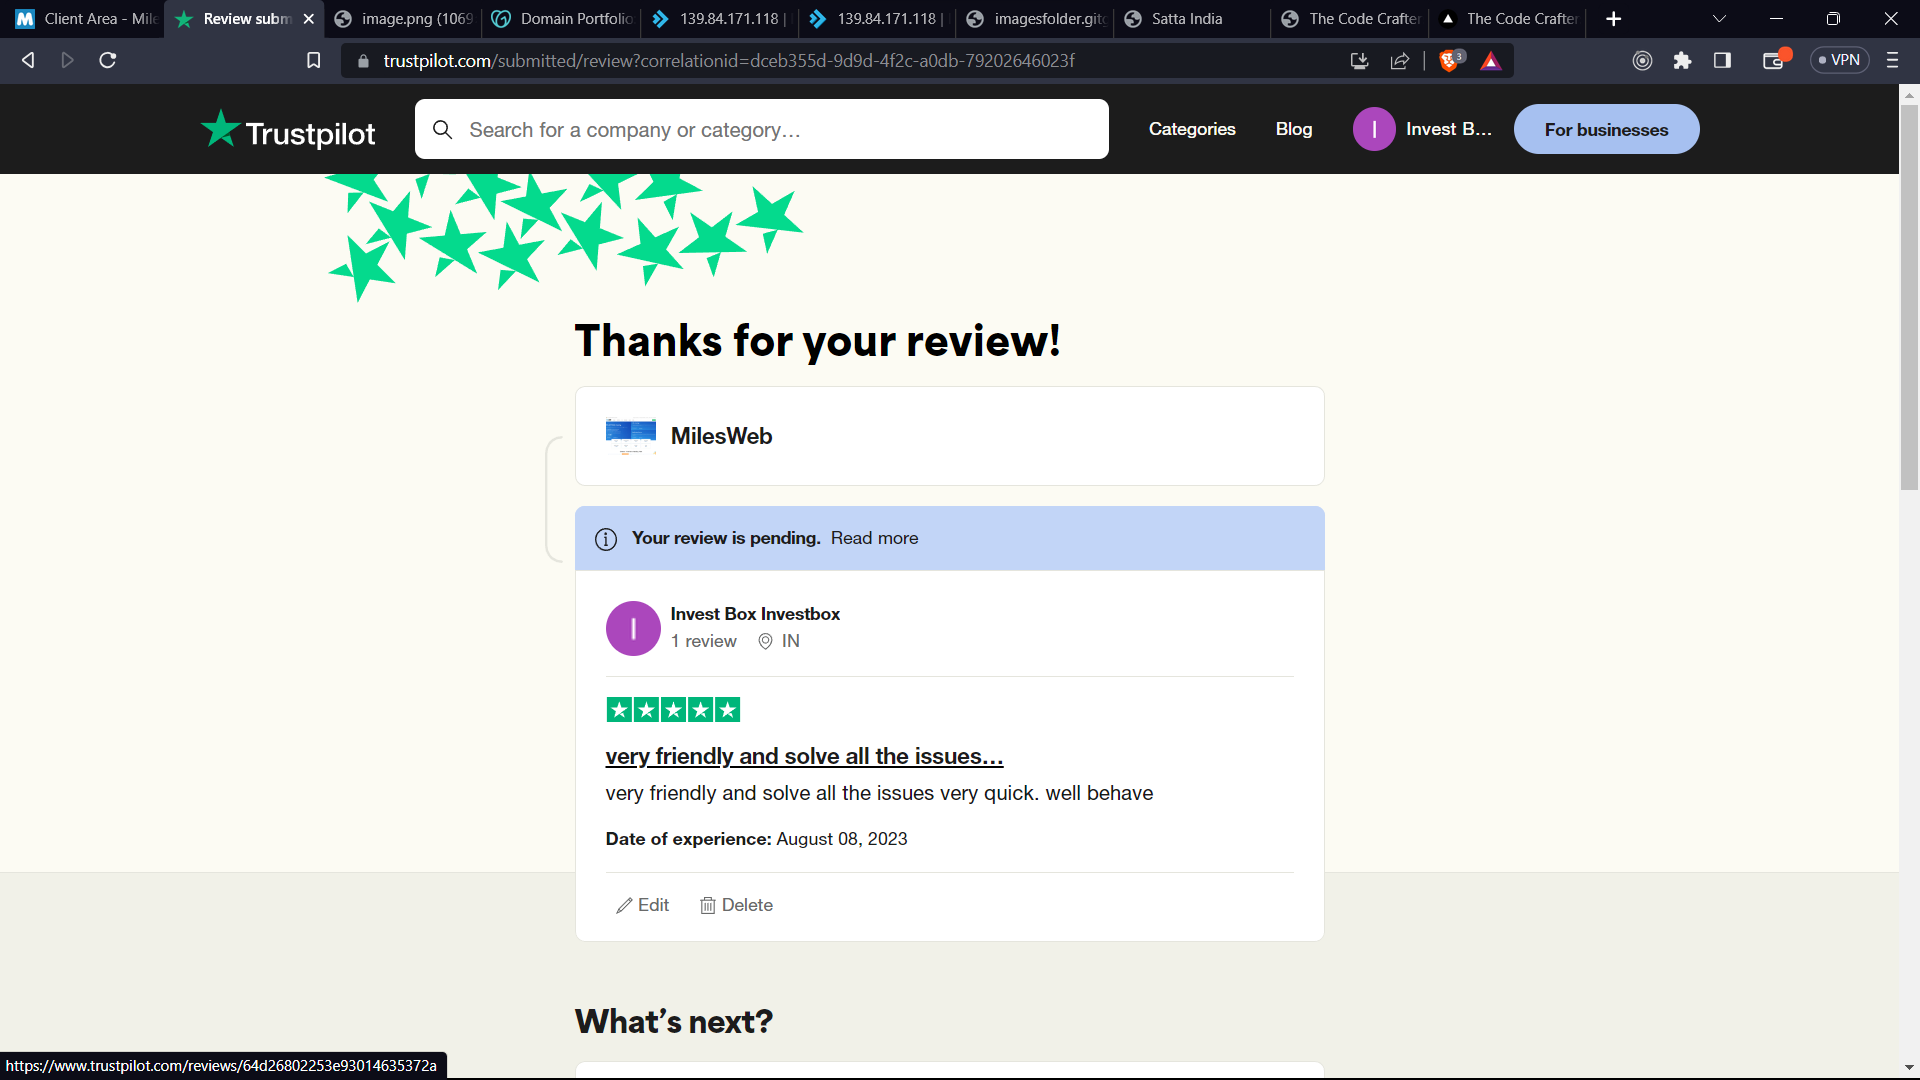 Client Area - Mile
Review subm
image.png (1069
Domain Portfolio
139.84.171.118 |
139.84.171.118 |
imagesfolder.gitg
Satta India
The Code Crafter
The Code Crafter
trustpilot.com/submitted/review?correlationid=dceb355d-9d9d-4f2c-a0db-79202646023f
3
VPN
Trustpilot
Search for a company or category...
Categories
Blog
I
Invest B...
For businesses
Thanks for your review!
MilesWeb
Your review is pending. Read more
I
Invest Box Investbox
1 review IN
very friendly and solve all the issues...
very friendly and solve all the issues very quick. well behave
Date of experience: August 08, 2023
Edit Delete
What's next?
https://www.trustpilot.com/reviews/64d26802253e93014635372a